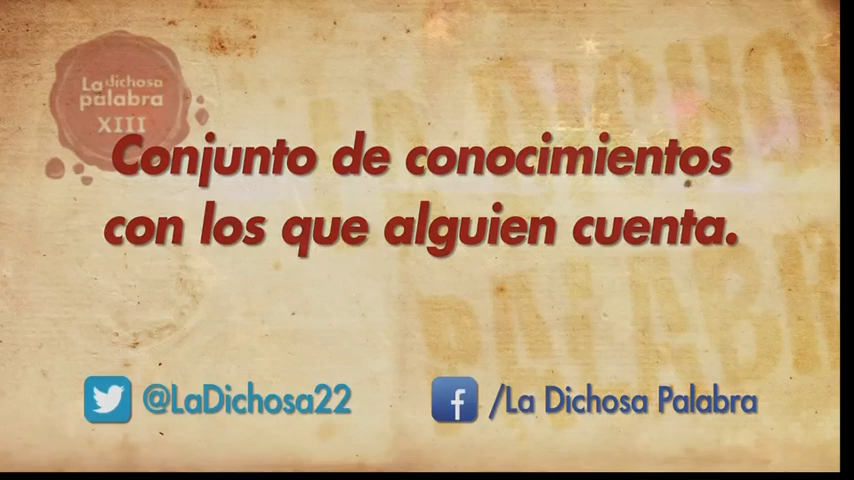 La dichosa
palabra
XIII
Conjunto de conocimientos
con los que alguien cuenta.
@LaDichosa22
/La Dichosa Palabra